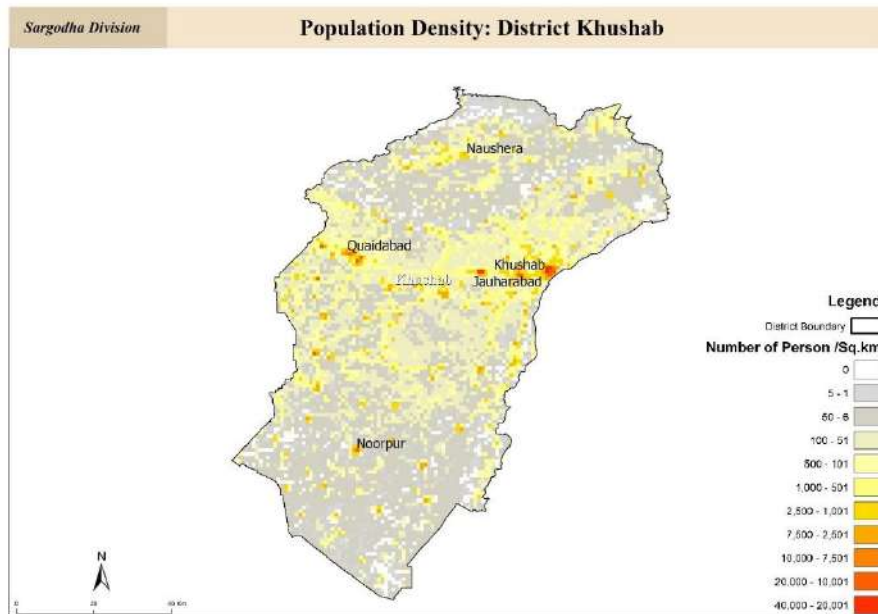 Sargodha Division
Population Density: District Khushab
Naushera
Quaidabad
Khushab
Khushab
Jauharabad
Noorpur
Legend
District Boundary
Number of Person /Sq.km
0
5 - 1
50 - 6
100 - 51
500 - 101
1,000 - 501
2,500 - 1,001
7,500 - 2,501
10,000 - 7,501
20,000 - 10,001
40,000 - 20,001
N
0